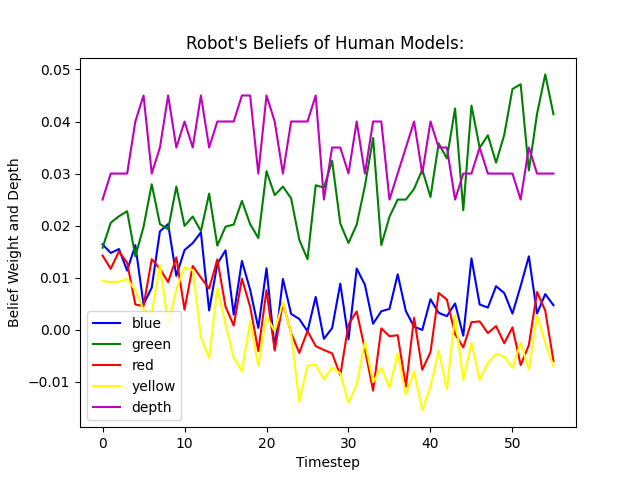 Robot's Beliefs of Human Models:
Belief Weight and Depth
0.05
0.04
0.03
0.02
0.01
0.00
−0.01
blue
green
red
yellow
depth
0 10 20 30 40 50
Timestep